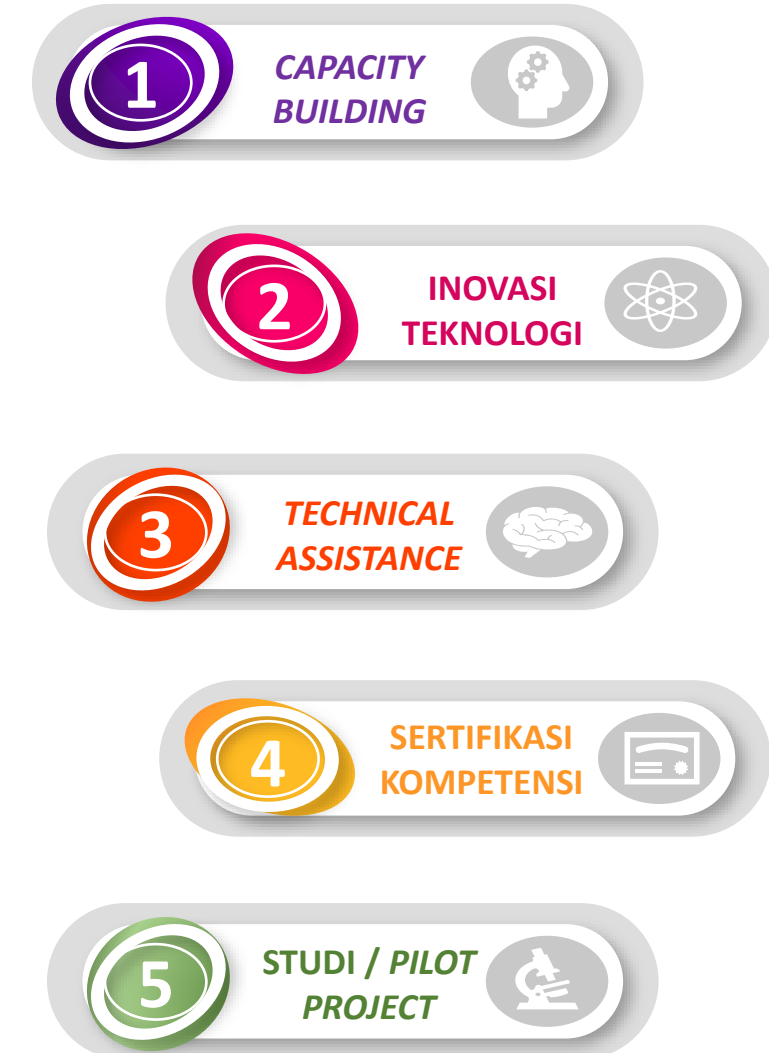 1
CAPACITY
BUILDING
2
INOVASI
TEKNOLOGI
3
TECHNICAL
ASSISTANCE
4
SERTIFIKASI
KOMPETENSI
5
STUDI / PILOT
PROJECT